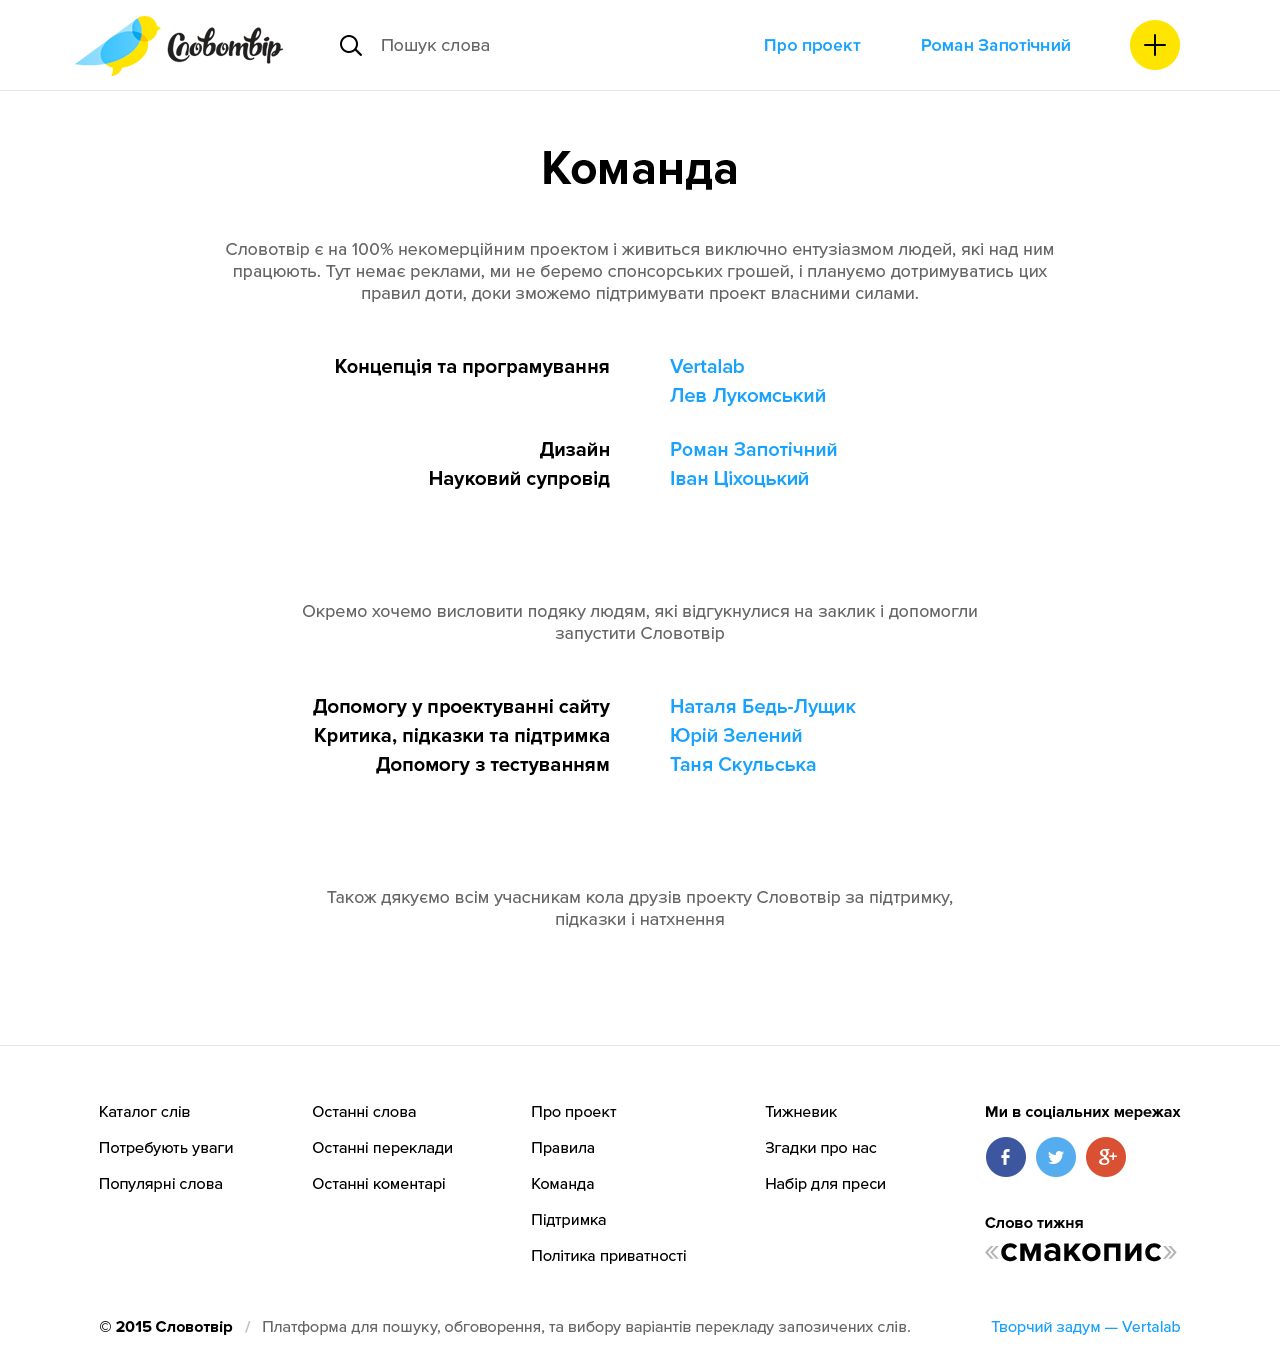 Словотвір
Пошук слова
Про проект
Роман Запотічний
Команда
Словотвір є на 100% некомерційним проектом і живиться виключно ентузіазмом людей, які над ним
працюють. Тут немає реклами, ми не беремо спонсорських грошей, і плануємо дотримуватись цих
правил доти, доки зможемо підтримувати проект власними силами.
Концепція та програмування Vertalab
Лев Лукомський
Дизайн Роман Запотічний
Науковий супровід Іван Ціхоцький
Окремо хочемо висловити подяку людям, які відгукнулися на заклик і допомогли
запустити Словотвір
Допомогу у проектуванні сайту Наталя Бедь-Лущик
Критика, підказки та підтримка Юрій Зелений
Допомогу з тестуванням Таня Скульська
Також дякуємо всім учасникам кола друзів проекту Словотвір за підтримку,
підказки і натхнення
Каталог слів
Потребують уваги
Популярні слова
Останні слова
Останні переклади
Останні коментарі
Про проект
Правила
Команда
Підтримка
Політика приватності
Тижневик
Згадки про нас
Набір для преси
Ми в соціальних мережах
Слово тижня
«смакопис»
© 2015 Словотвір / Платформа для пошуку, обговорення, та вибору варіантів перекладу запозичених слів.
Творчий задум — Vertalab